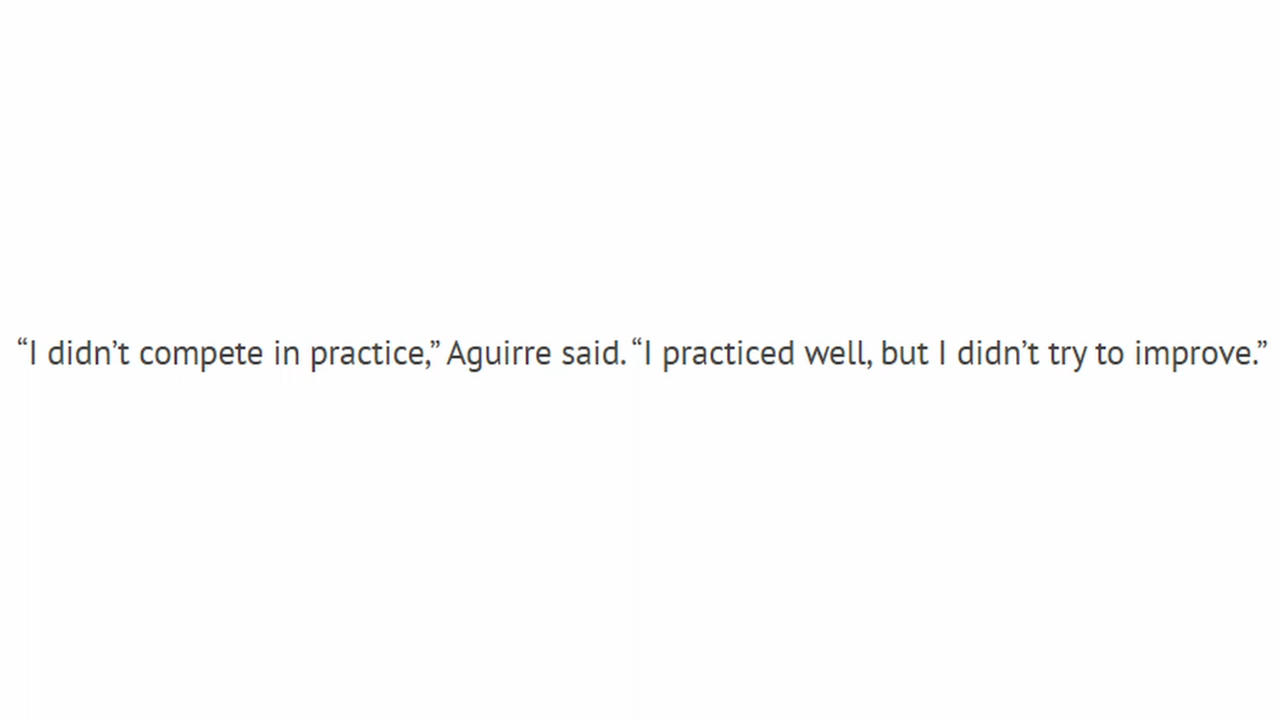 “I didn’t compete in practice,” Aguirre said. “I practiced well, but I didn’t try to improve.”